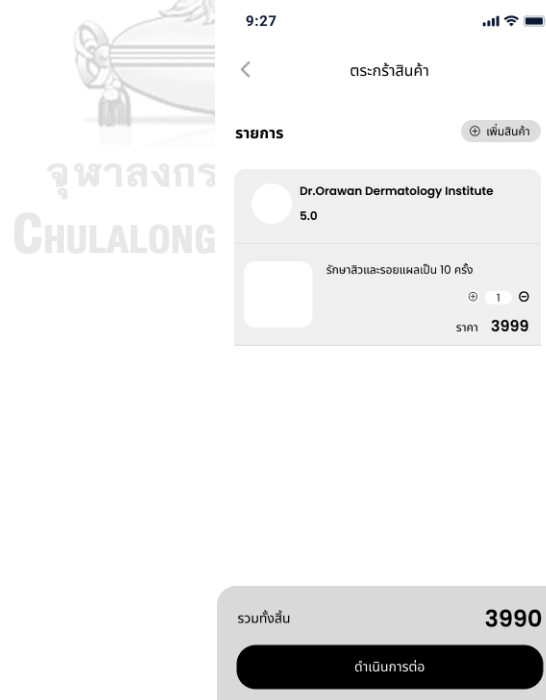 9:27
ตระกร้าสินค้า
รายการ
เพิ่มสินค้า
Dr.Orawan Dermatology Institute
5.0
รักษาสิวและรอยแผลเป็น 10 ครั้ง
1
ราคา 3999
จุฬาลงกร
CHULALONG
รวมทั้งสิ้น 3990
ดำเนินการต่อ